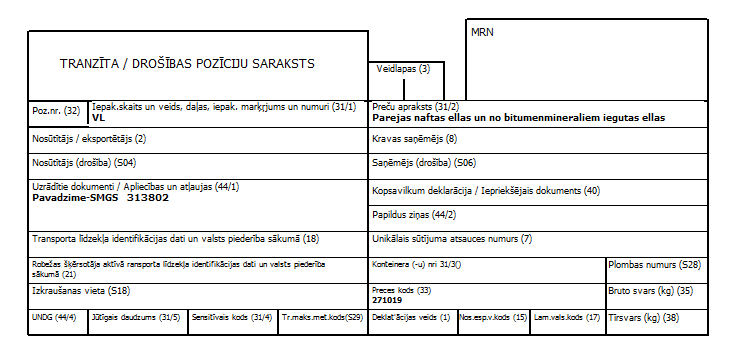 MRN
TRANZĪTA / DROŠĪBAS POZĪCIJU SARAKSTS
Veidlapas (3)
Poz.nr. (32)
Iepak.skaits un veids, daļas, iepak. marķrjums un numuri (31/1)
VL
Preču apraksts (31/2)
Parejas naftas ellas un no bitumenmineraliem iegutas ellas
Nosūtītājs / eksportētājs (2)
Kravas saņēmējs (8)
Nosūtītājs (drošība) (S04)
Saņēmējs (drošība) (S06)
Uzrādītie dokumenti / Apliecības un atļaujas (44/1)
Pavadzime-SMGS 313802
Kopsavilkum deklarācija / Iepriekšējais dokuments (40)
Papildus ziņas (44/2)
Transporta līdzekļa identifikācijas dati un valsts piederība sākumā (18)
Unikālais sūtījuma atsauces numurs (7)
Robežas šķērsotāja aktīvā ransporta līdzekļa identifikācijas dati un valsts piederība
sākumā (21)
Konteinera (-u) nri 31/3()
Plombas numurs (S28)
Izkraušanas vieta (S18)
Preces kods (33)
271019
Bruto svars (kg) (35)
UNDG (44/4)
Jūtīgais daudzums (31/5)
Sensitīvais kods (31/4)
Tr.maks.met.kods(S29)
Deklat'ācijas veids (1)
Nos.esp.v.kods (15)
Lam.vals.kods (17)
Tīrsvars (kg) (38)